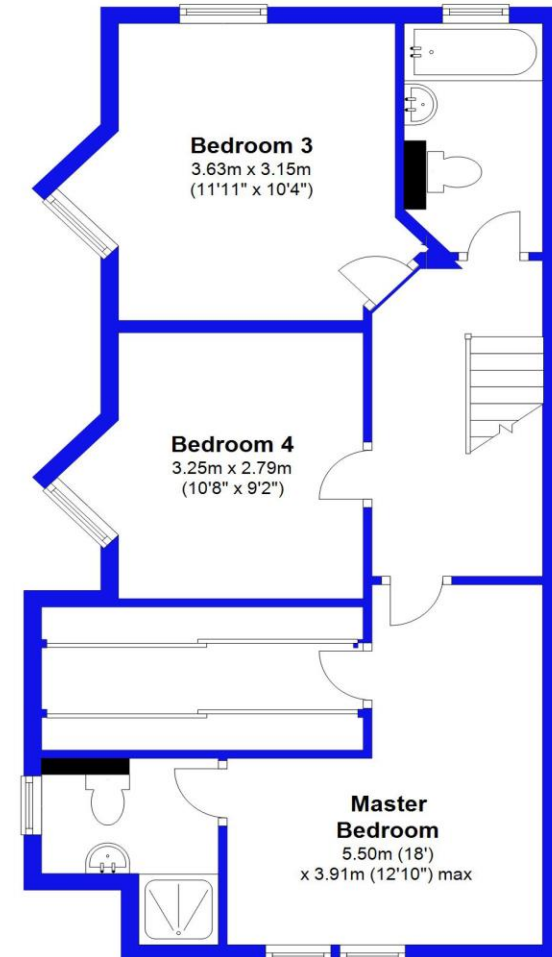 Bedroom 3
3.63m x 3.15m
(11'11" x 10'4")
Bedroom 4
3.25m x 2.79m
(10'8" x 9'2")
Master
Bedroom
5.50m (18')
x 3.91m (12'10") max